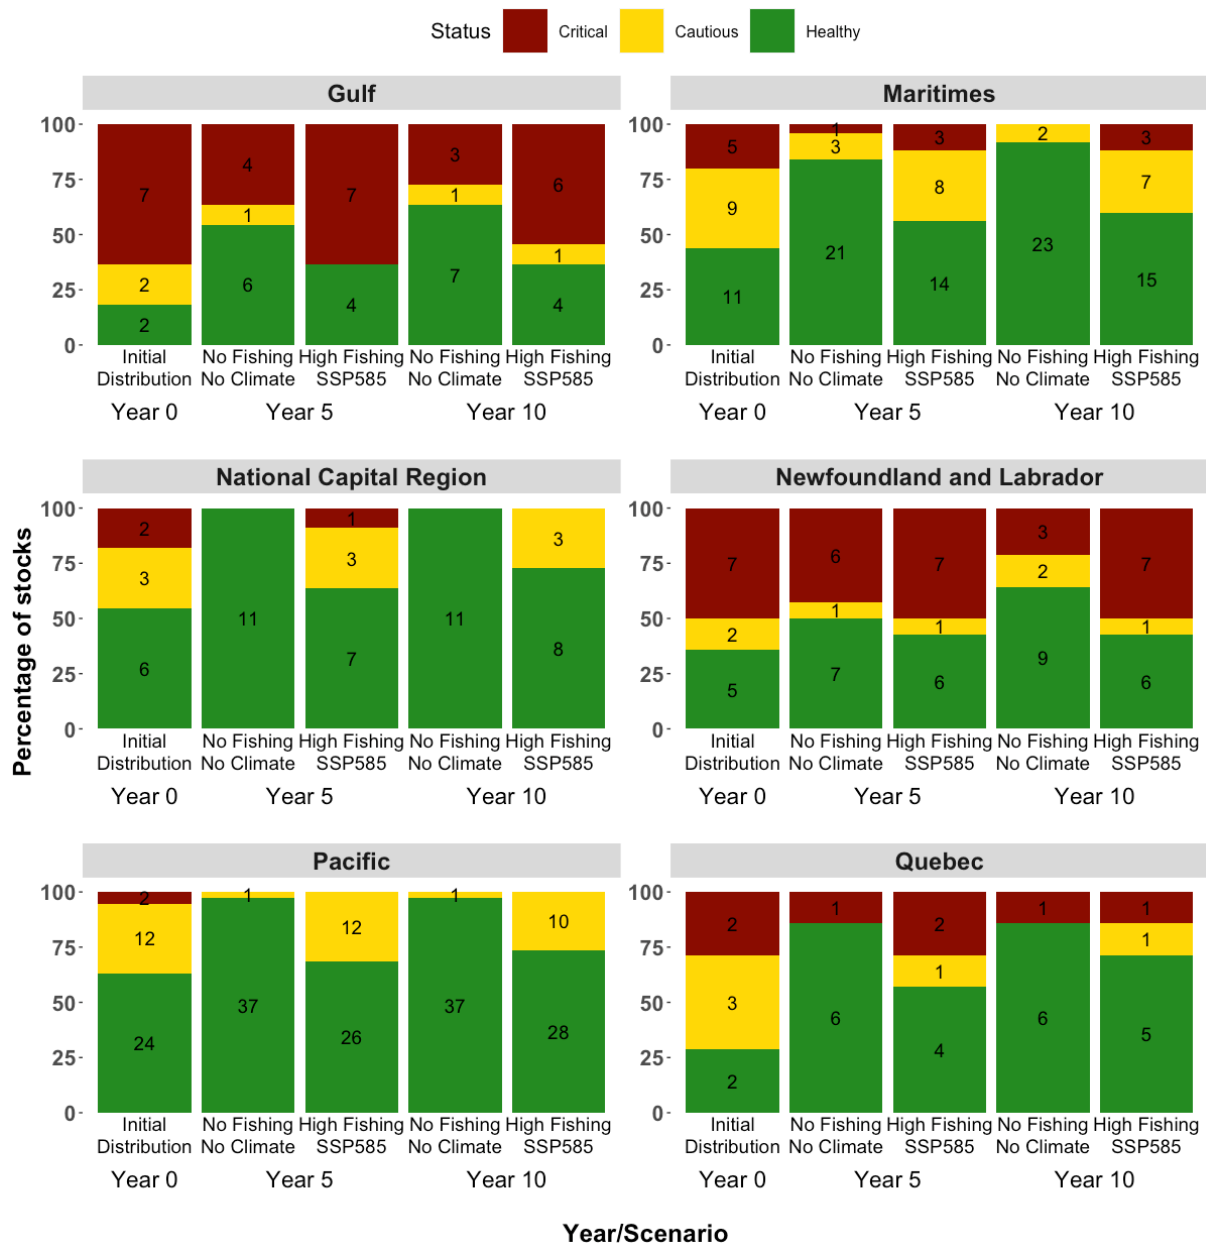 Status Critical Cautious Healthy
Gulf
100
75
50
25
0
7
2
2
4
1
6
7
4
3
1
7
6
1
4
Initial Distribution
No Fishing No Climate
High Fishing SSP585
No Fishing No Climate
High Fishing SSP585
Year 0 Year 5 Year 10
Maritimes
100
75
50
25
0
5
9
11
1
3
21
3
8
14
2
23
3
7
15
Initial Distribution
No Fishing No Climate
High Fishing SSP585
No Fishing No Climate
High Fishing SSP585
Year 0 Year 5 Year 10
Percentage of stocks
National Capital Region
100
75
50
25
0
2
3
6
11
1
3
7
11
3
8
Initial Distribution
No Fishing No Climate
High Fishing SSP585
No Fishing No Climate
High Fishing SSP585
Year 0 Year 5 Year 10
Newfoundland and Labrador
100
75
50
25
0
7
2
5
6
1
7
7
1
6
3
2
9
7
1
6
Initial Distribution
No Fishing No Climate
High Fishing SSP585
No Fishing No Climate
High Fishing SSP585
Year 0 Year 5 Year 10
Pacific
100
75
50
25
0
2
12
24
1
37
12
26
1
37
10
28
Initial Distribution
No Fishing No Climate
High Fishing SSP585
No Fishing No Climate
High Fishing SSP585
Year 0 Year 5 Year 10
Quebec
100
75
50
25
0
2
3
2
1
6
2
1
4
1
6
1
1
5
Initial Distribution
No Fishing No Climate
High Fishing SSP585
No Fishing No Climate
High Fishing SSP585
Year 0 Year 5 Year 10
Year/Scenario